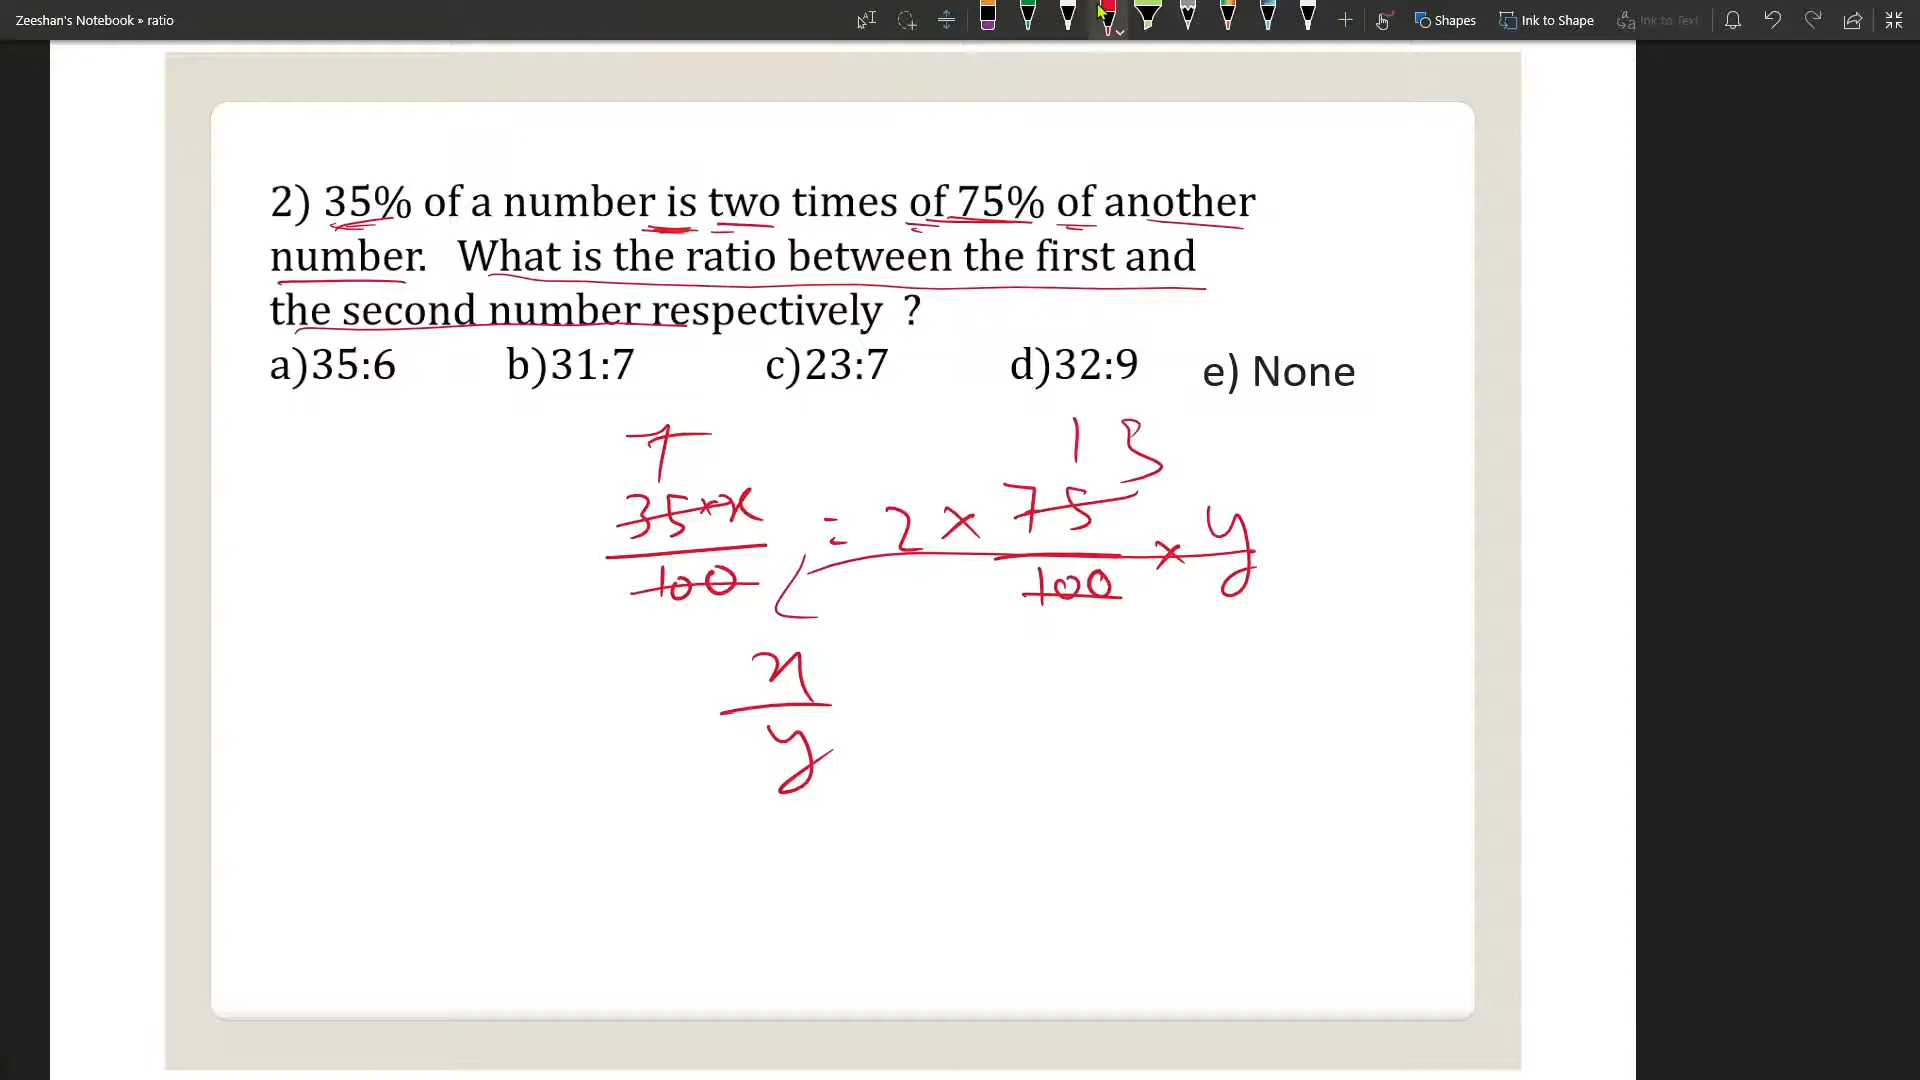 Zeeshan's Notebook » ratio
Shapes Ink to Shape Ink to Text
2) 35% of a number is two times of 75% of another
number. What is the ratio between the first and
the second number respectively ?
a)35:6 b)31:7 c)23:7 d)32:9 e) None
7 1 3
35 × x = 2 × 75 × y
100 100
x
y